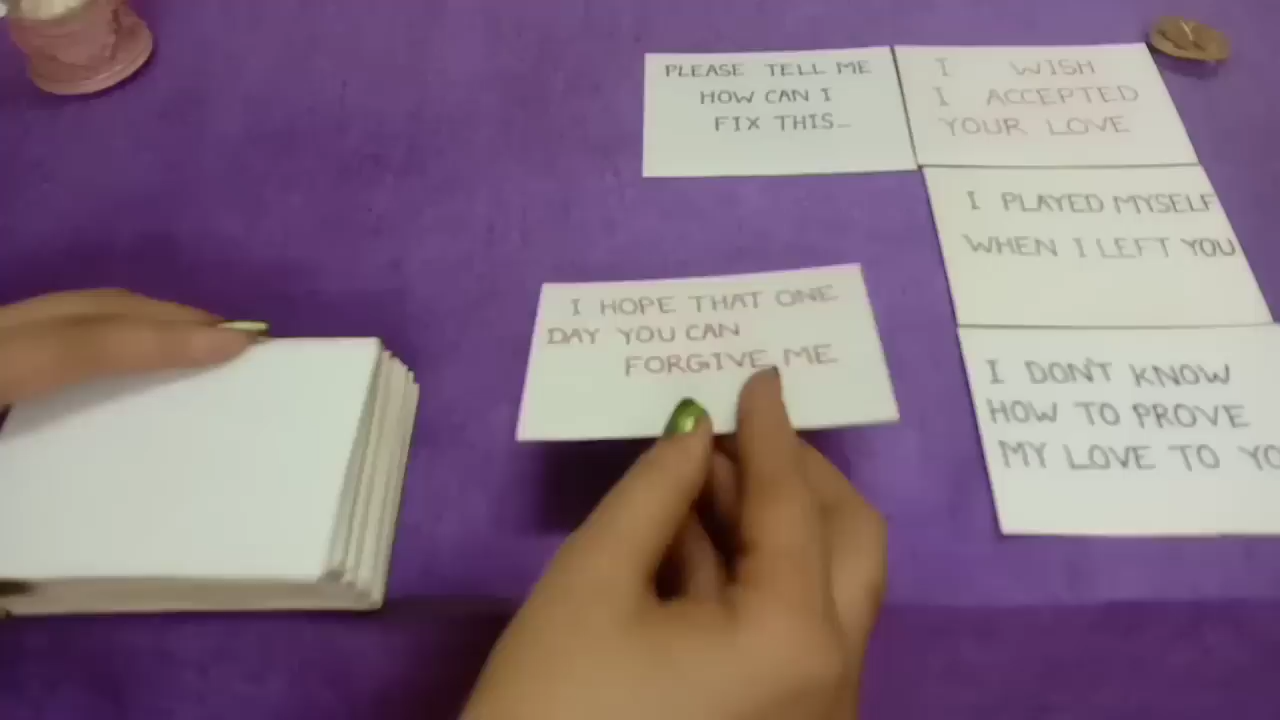 PLEASE TELL ME
HOW CAN I
FIX THIS...
I WISH
I ACCEPTED
YOUR LOVE
I PLAYED MYSELF
WHEN I LEFT YOU
I HOPE THAT ONE
DAY YOU CAN
FORGIVE ME
I DON'T KNOW
HOW TO PROVE
MY LOVE TO YO